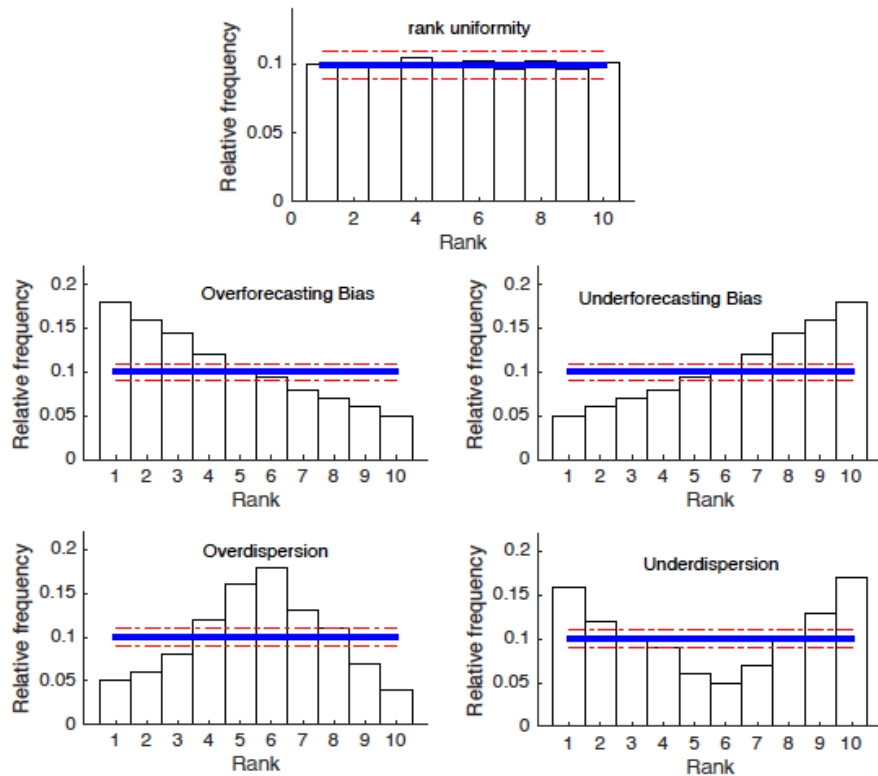 rank uniformity
Relative frequency
0.1
0.05
0
0 2 4 6 8 10
Rank
Overforecasting Bias
Relative frequency
0.2
0.15
0.1
0.05
0
1 2 3 4 5 6 7 8 9 10
Rank
Underforecasting Bias
Relative frequency
0.2
0.15
0.1
0.05
0
1 2 3 4 5 6 7 8 9 10
Rank
Overdispersion
Relative frequency
0.2
0.15
0.1
0.05
0
1 2 3 4 5 6 7 8 9 10
Rank
Underdispersion
Relative frequency
0.2
0.15
0.1
0.05
0
1 2 3 4 5 6 7 8 9 10
Rank